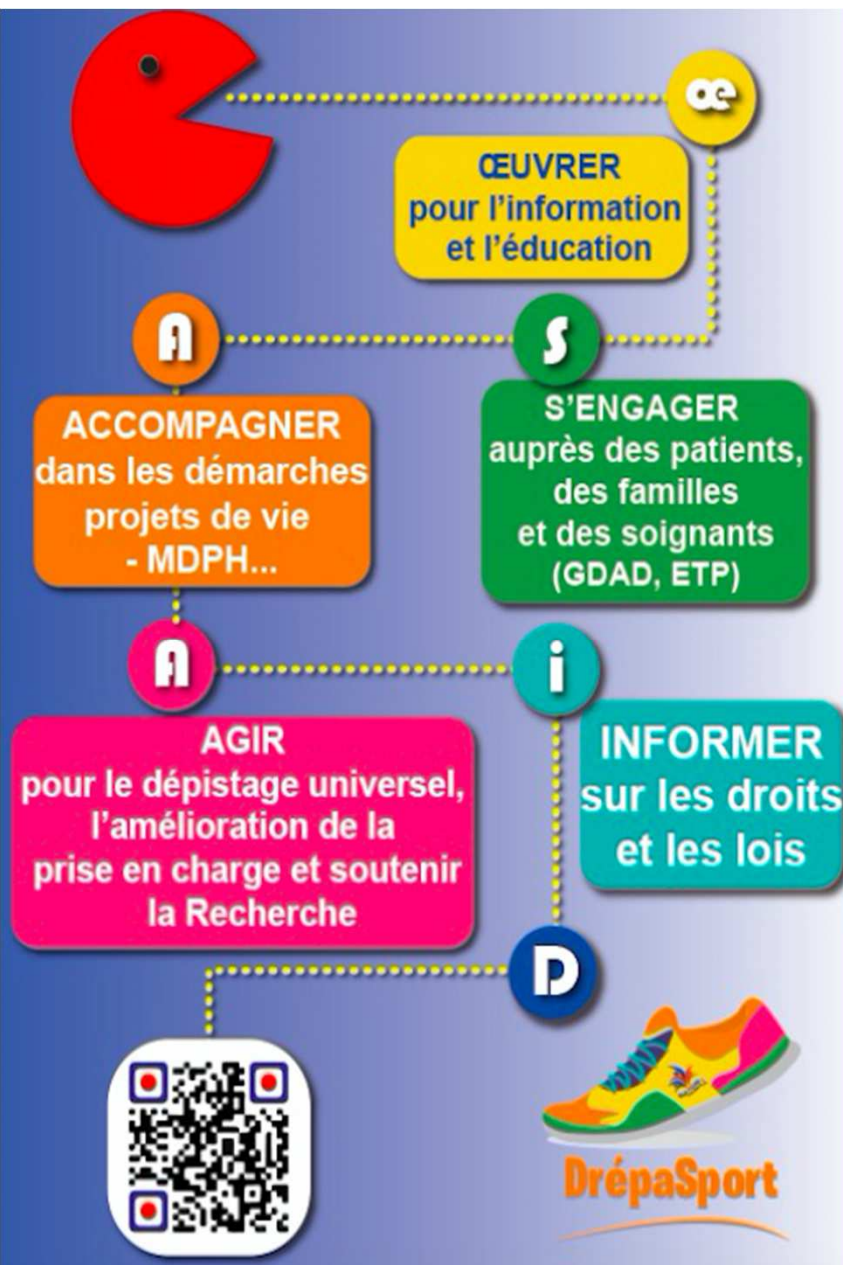 œ
ŒUVRER
pour l'information
et l'éducation
A
S
ACCOMPAGNER
dans les démarches
projets de vie
- MDPH...
S'ENGAGER
auprès des patients,
des familles
et des soignants
(GDAD, ETP)
A
i
AGIR
pour le dépistage universel,
l'amélioration de la
prise en charge et soutenir
la Recherche
INFORMER
sur les droits
et les lois
D
DrépaSport